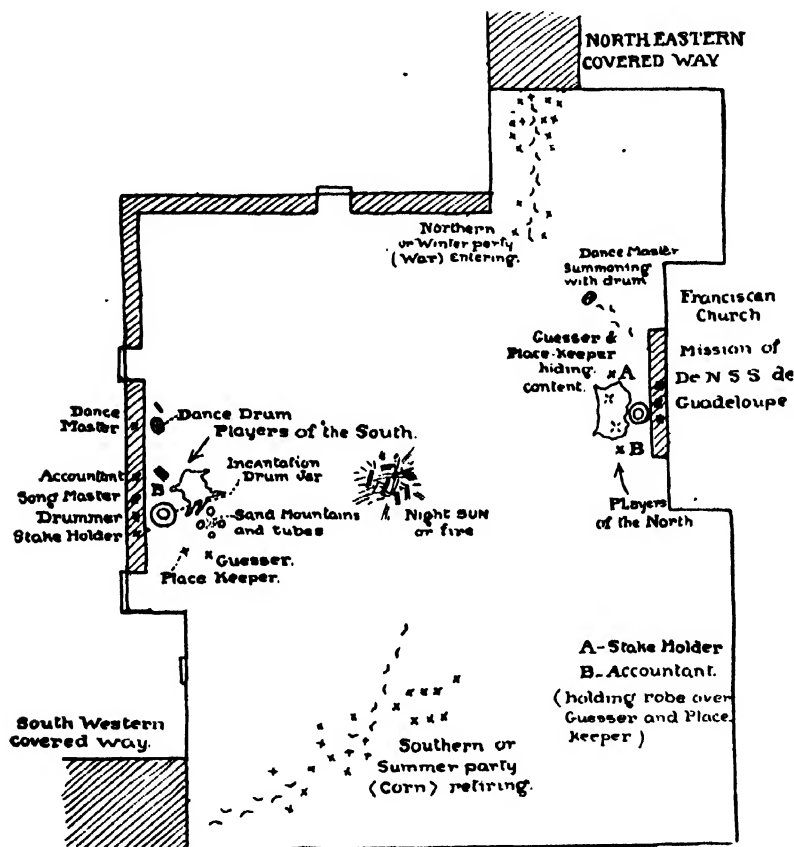 NORTH EASTERN
COVERED WAY
Northern
or Winter party
(War) Entering.
Dance Master
Summoning
with drum
Franciscan
Church
Mission of
De N S S de
Guadeloupe
Guesser &
Place-Keeper
hiding
content.
A
B
Players
of the North
Dance
Master
Dance Drum
Players of the South.
Accountant
Song Master
Drummer
Stake Holder
B
Incantation
Drum Jar
Sand Mountains
and tubes
Guesser.
Place Keeper.
Night SUN
or fire
A-Stake Holder
B-Accountant.
(holding robe over
Guesser and Place
Keeper)
South Western
Covered Way.
Southern or
Summer party
(Corn) retiring.